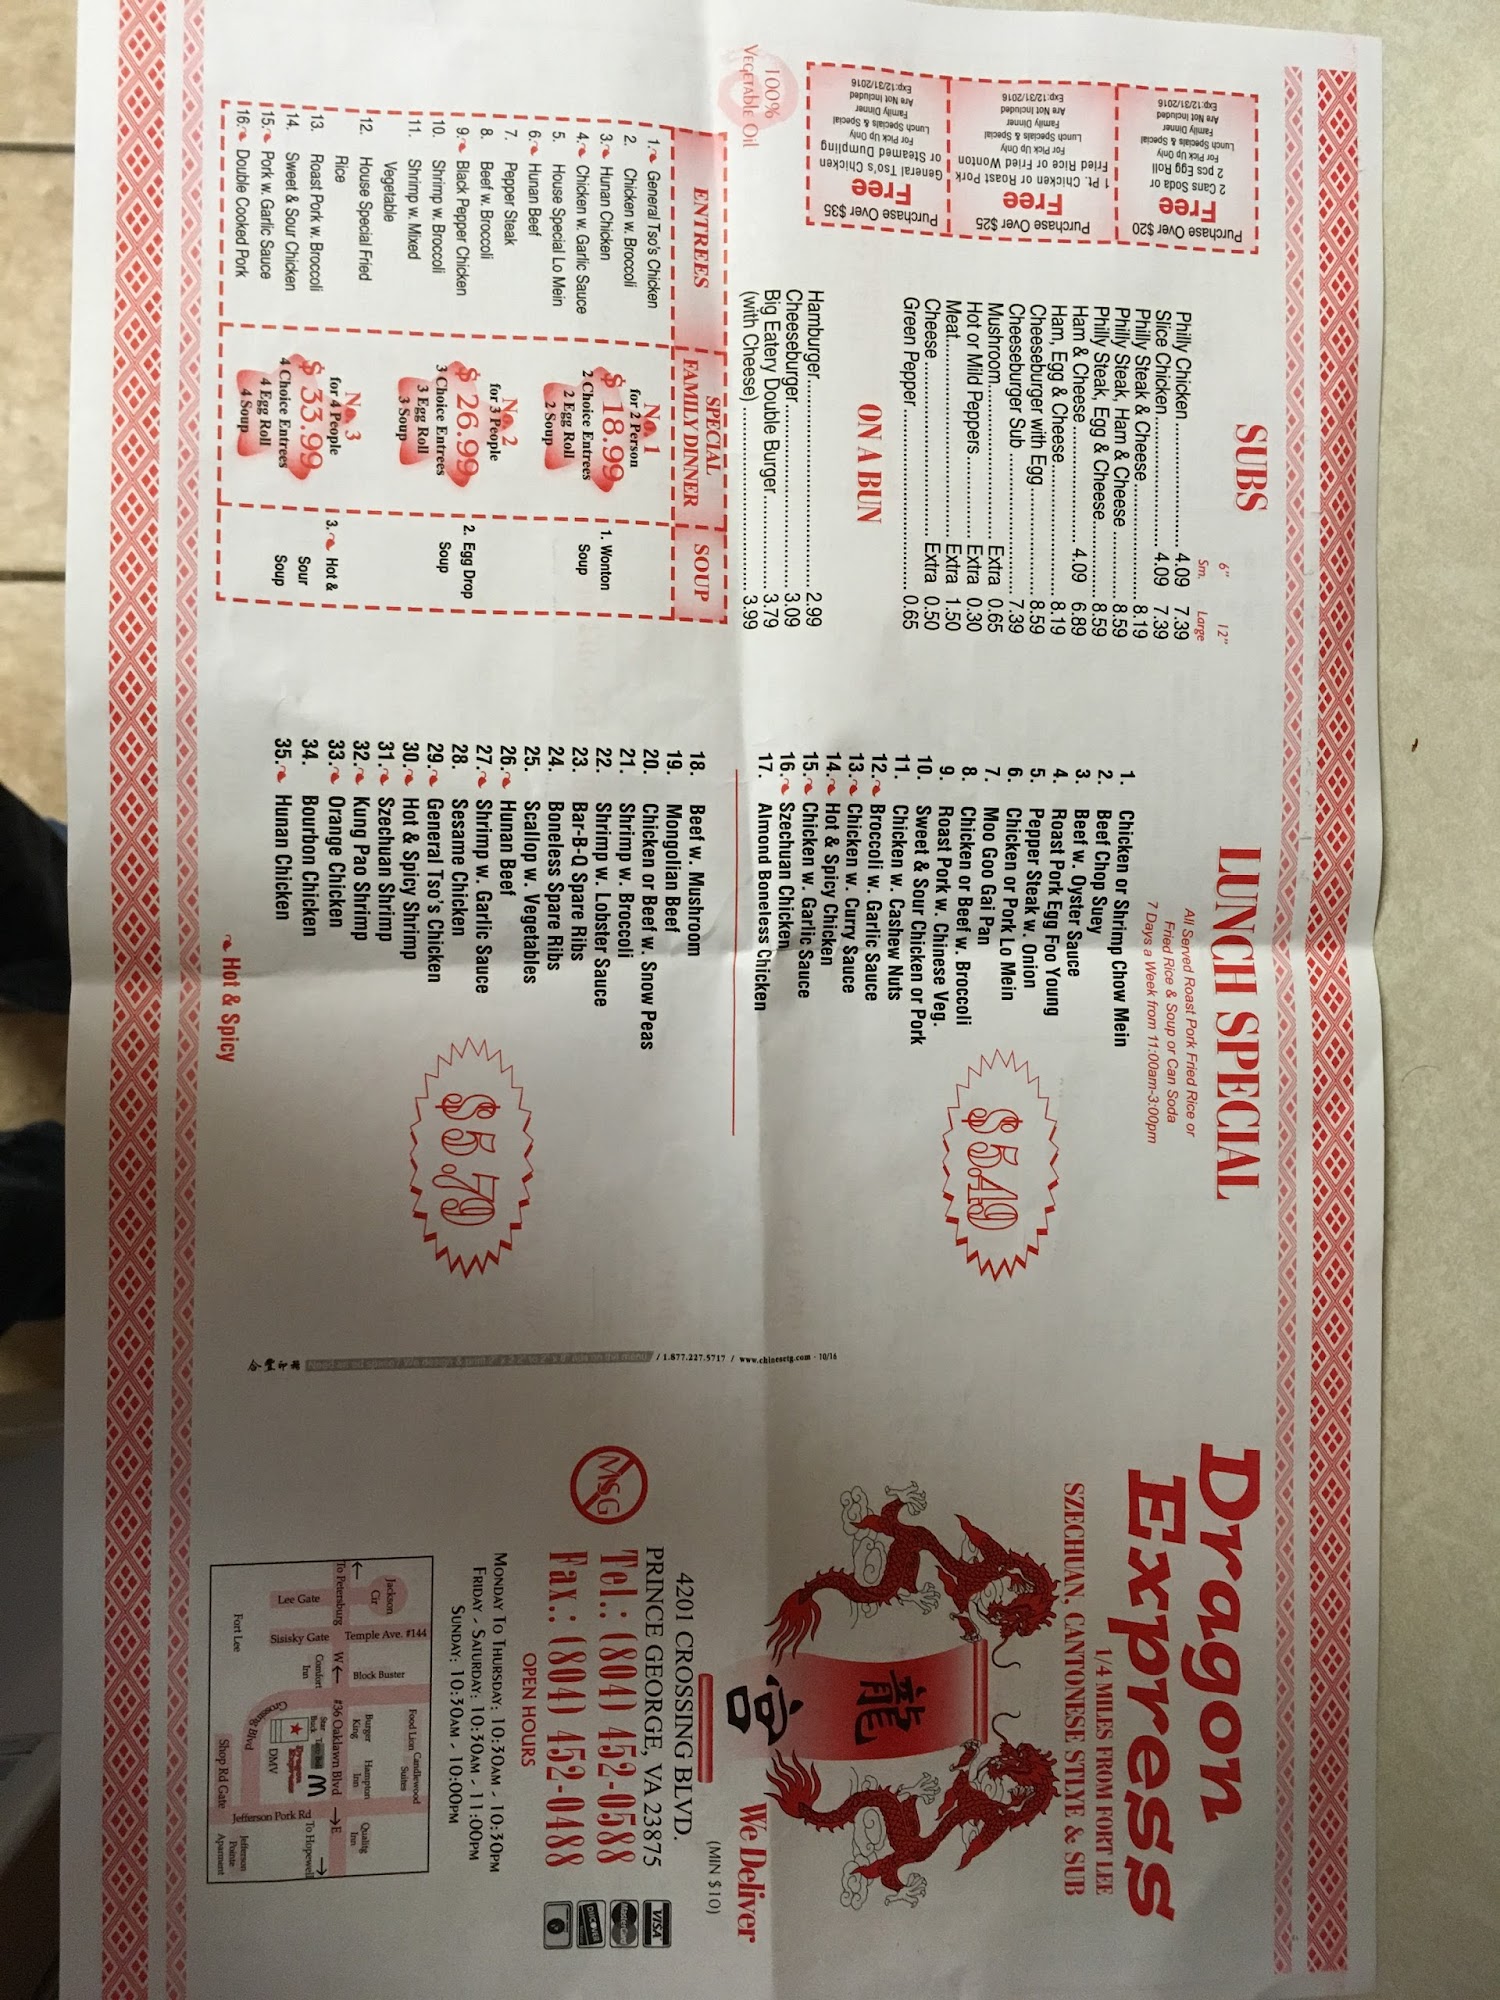 SUBS
6" 12"
Sm. Large
Philly Chicken 4.09 7.39
Slice Chicken 4.09 7.39
Philly Steak & Cheese 8.19
Philly Steak, Ham & Cheese 8.59
Philly Steak, Egg & Cheese 8.59
Ham & Cheese 4.09 6.89
Ham, Egg & Cheese 8.19
Cheeseburger with Egg 8.59
Cheeseburger Sub 7.39
Mushroom Extra 0.65
Hot or Mild Peppers Extra 0.30
Meat Extra 1.50
Cheese Extra 0.50
Green Pepper 0.65
ON A BUN
Hamburger 2.99
Cheeseburger 3.09
Big Eatery Double Burger 3.79
(with Cheese) 3.99
Purchase Over $20
Free
2 Cans Soda or
2 pcs Egg Roll
For Pick Up Only
Lunch Specials & Special
Family Dinner
Are Not Included
Exp:12/31/2016
Purchase Over $25
Free
1 Pt. Chicken or Roast Pork
Fried Rice or Fried Wonton
For Pick Up Only
Lunch Specials & Special
Family Dinner
Are Not Included
Exp:12/31/2016
Purchase Over $35
Free
General Tso's Chicken
or Steamed Dumpling
For Pick Up Only
Lunch Specials & Special
Family Dinner
Are Not Included
Exp:12/31/2016
100%
Vegetable Oil
ENTREES
1. General Tso's Chicken
2. Chicken w. Broccoli
3. Hunan Chicken
4. Chicken w. Garlic Sauce
5. House Special Lo Mein
6. Hunan Beef
7. Pepper Steak
8. Beef w. Broccoli
9. Black Pepper Chicken
10. Shrimp w. Broccoli
11. Shrimp w. Mixed
Vegetable
12. House Special Fried
Rice
13. Roast Pork w. Broccoli
14. Sweet & Sour Chicken
15. Pork w. Garlic Sauce
16. Double Cooked Pork
SPECIAL
FAMILY DINNER
No. 1
for 2 Person
$ 18.99
2 Choice Entrees
2 Egg Roll
2 Soup
No. 2
for 3 People
$ 26.99
3 Choice Entrees
3 Egg Roll
3 Soup
No. 3
for 4 People
$ 33.99
4 Choice Entrees
4 Egg Roll
4 Soup
SOUP
1. Wonton
Soup
2. Egg Drop
Soup
3. Hot &
Sour
Soup
LUNCH SPECIAL
All Served Roast Pork Fried Rice or
Fried Rice & Soup or Can Soda
7 Days a Week from 11:00am-3:00pm
1. Chicken or Shrimp Chow Mein
2. Beef Chop Suey
3. Beef w. Oyster Sauce
4. Roast Pork Egg Foo Young
5. Pepper Steak w. Onion
6. Chicken or Pork Lo Mein
7. Moo Goo Gai Pan
8. Chicken or Beef w. Broccoli
9. Roast Pork w. Chinese Veg.
10. Sweet & Sour Chicken or Pork
11. Chicken w. Cashew Nuts
12. Broccoli w. Garlic Sauce
13. Chicken w. Curry Sauce
14. Hot & Spicy Chicken
15. Chicken w. Garlic Sauce
16. Szechuan Chicken
17. Almond Boneless Chicken
$ 5.49
18. Beef w. Mushroom
19. Mongolian Beef
20. Chicken or Beef w. Snow Peas
21. Shrimp w. Broccoli
22. Shrimp w. Lobster Sauce
23. Bar-B-Q Spare Ribs
24. Boneless Spare Ribs
25. Scallop w. Vegetables
26. Hunan Beef
27. Shrimp w. Garlic Sauce
28. Sesame Chicken
29. General Tso's Chicken
30. Hot & Spicy Shrimp
31. Szechuan Shrimp
32. Kung Pao Shrimp
33. Orange Chicken
34. Bourbon Chicken
35. Hunan Chicken
$ 5.79
Hot & Spicy
/ 1.877.227.5717 / www.chinesetg.com - 10/16
Dragon
Express
1/4 MILES FROM FORT LEE
SZECHUAN, CANTONESE STLYE & SUB
龍
宫
We Deliver
(MIN $10)
4201 CROSSING BLVD.
PRINCE GEORGE, VA 23875
MSG
Tel.: (804) 452-0588
Fax.: (804) 452-0488
VISA
MasterCard
DISCOVER
OPEN HOURS
Monday To Thursday: 10:30am - 10:30pm
Friday - Saturday: 10:30am - 11:00pm
Sunday: 10:30am - 10:00pm
Jackson
Cir
To Petersburg
Lee Gate
Temple Ave. #144
Sisisky Gate
Fort Lee
Block Buster
W
Comfort
Inn
#36 Oaklawn Blvd
E
Food Lion
Candlewood
Suites
Burger
King
Hampton
Inn
Quality
Inn
Star
Buck
Taco Bell
Dragon
Express
M
DMV
Crossing Blvd
Jefferson Park Rd
To Hopewell
Shop Rd Gate
Jefferson
Pointe
Aparment